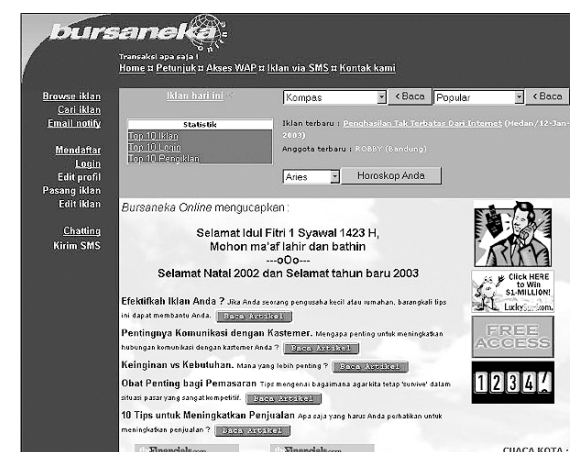 bursaneka
online
Transaksi apa saja !
Home ¤ Petunjuk ¤ Akses WAP ¤ Iklan via SMS ¤ Kontak kami
Browse iklan
Cari iklan
Email notify
Mendaftar
Login
Edit profil
Pasang iklan
Edit iklan
Chatting
Kirim SMS
Iklan hari ini
Kompas
< Baca
Popular
< Baca
Statistik
Top 10 Iklan
Top 10 Login
Top 10 Pengiklan
Iklan terbaru : Penghasilan Tak Terbatas Dari Internet (Medan/12-Jan-
2003)
Anggota terbaru : ROBBY (Bandung)
Aries
Horoskop Anda
Bursaneka Online mengucapkan :
Selamat Idul Fitri 1 Syawal 1423 H,
Mohon ma'af lahir dan bathin
---oOo---
Selamat Natal 2002 dan Selamat tahun baru 2003
Efektifkah Iklan Anda ? Jika Anda seorang pengusaha kecil atau rumahan, barangkali tips
ini dapat membantu Anda. Baca Artikel
Pentingnya Komunikasi dengan Kastemer. Mengapa penting untuk meningkatkan
hubungan komunikasi dengan kastemer Anda ? Baca Artikel
Keinginan vs Kebutuhan. Mana yang lebih penting ? Baca Artikel
Obat Penting bagi Pemasaran Tips mengenai bagaimana agar kita tetap 'survive' dalam
situasi pasar yang sangat kompetitif. Baca Artikel
10 Tips untuk Meningkatkan Penjualan Apa saja yang harus Anda perhatikan untuk
meningkatkan penjualan ? Baca Artikel
Click HERE
to Win
$1-MILLION!
LuckySurf.com
FREE
ACCESS
1234
Financials.com
Financials.com
CUACA KOTA :